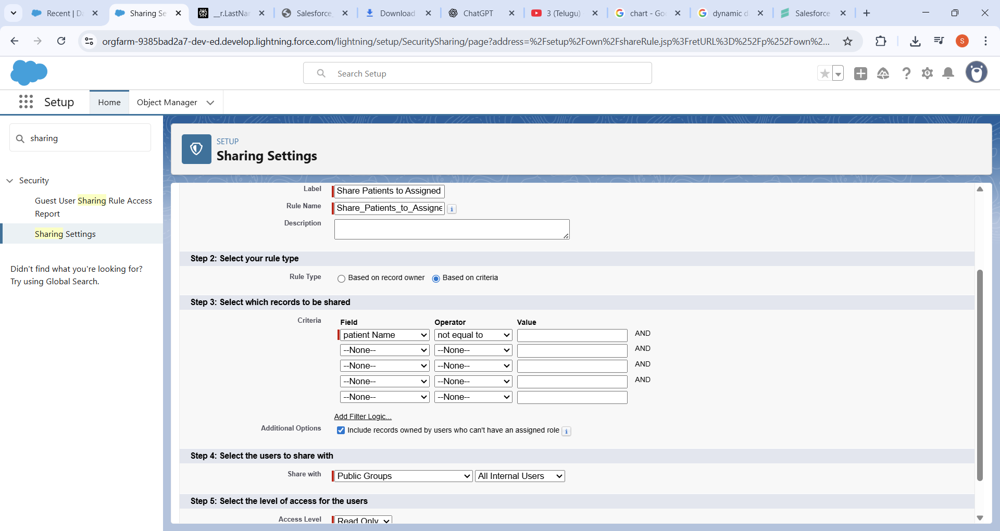 Recent | Da
Sharing Se
__r.LastNar
Salesforce_
Download
ChatGPT
3 (Telugu)
chart - Goo
dynamic d
Salesforce
orgfarm-9385bad2a7-dev-ed.develop.lightning.force.com/lightning/setup/SecuritySharing/page?address=%2Fsetup%2Fown%2FshareRule.jsp%3FretURL%3D%252Fp%252Fown%2...
S
Search Setup
Setup
Home
Object Manager
sharing
Security
Guest User Sharing Rule Access
Report
Sharing Settings
Didn't find what you're looking for?
Try using Global Search.
SETUP
Sharing Settings
Label
Share Patients to Assigned
Rule Name
Share_Patients_to_Assigne
i
Description
Step 2: Select your rule type
Rule Type
Based on record owner
Based on criteria
Step 3: Select which records to be shared
Criteria
Field Operator Value
patient Name not equal to AND
--None-- --None-- AND
--None-- --None-- AND
--None-- --None-- AND
--None-- --None--
Add Filter Logic...
Additional Options
Include records owned by users who can't have an assigned role
i
Step 4: Select the users to share with
Share with
Public Groups
All Internal Users
Step 5: Select the level of access for the users
Access Level
Read Only